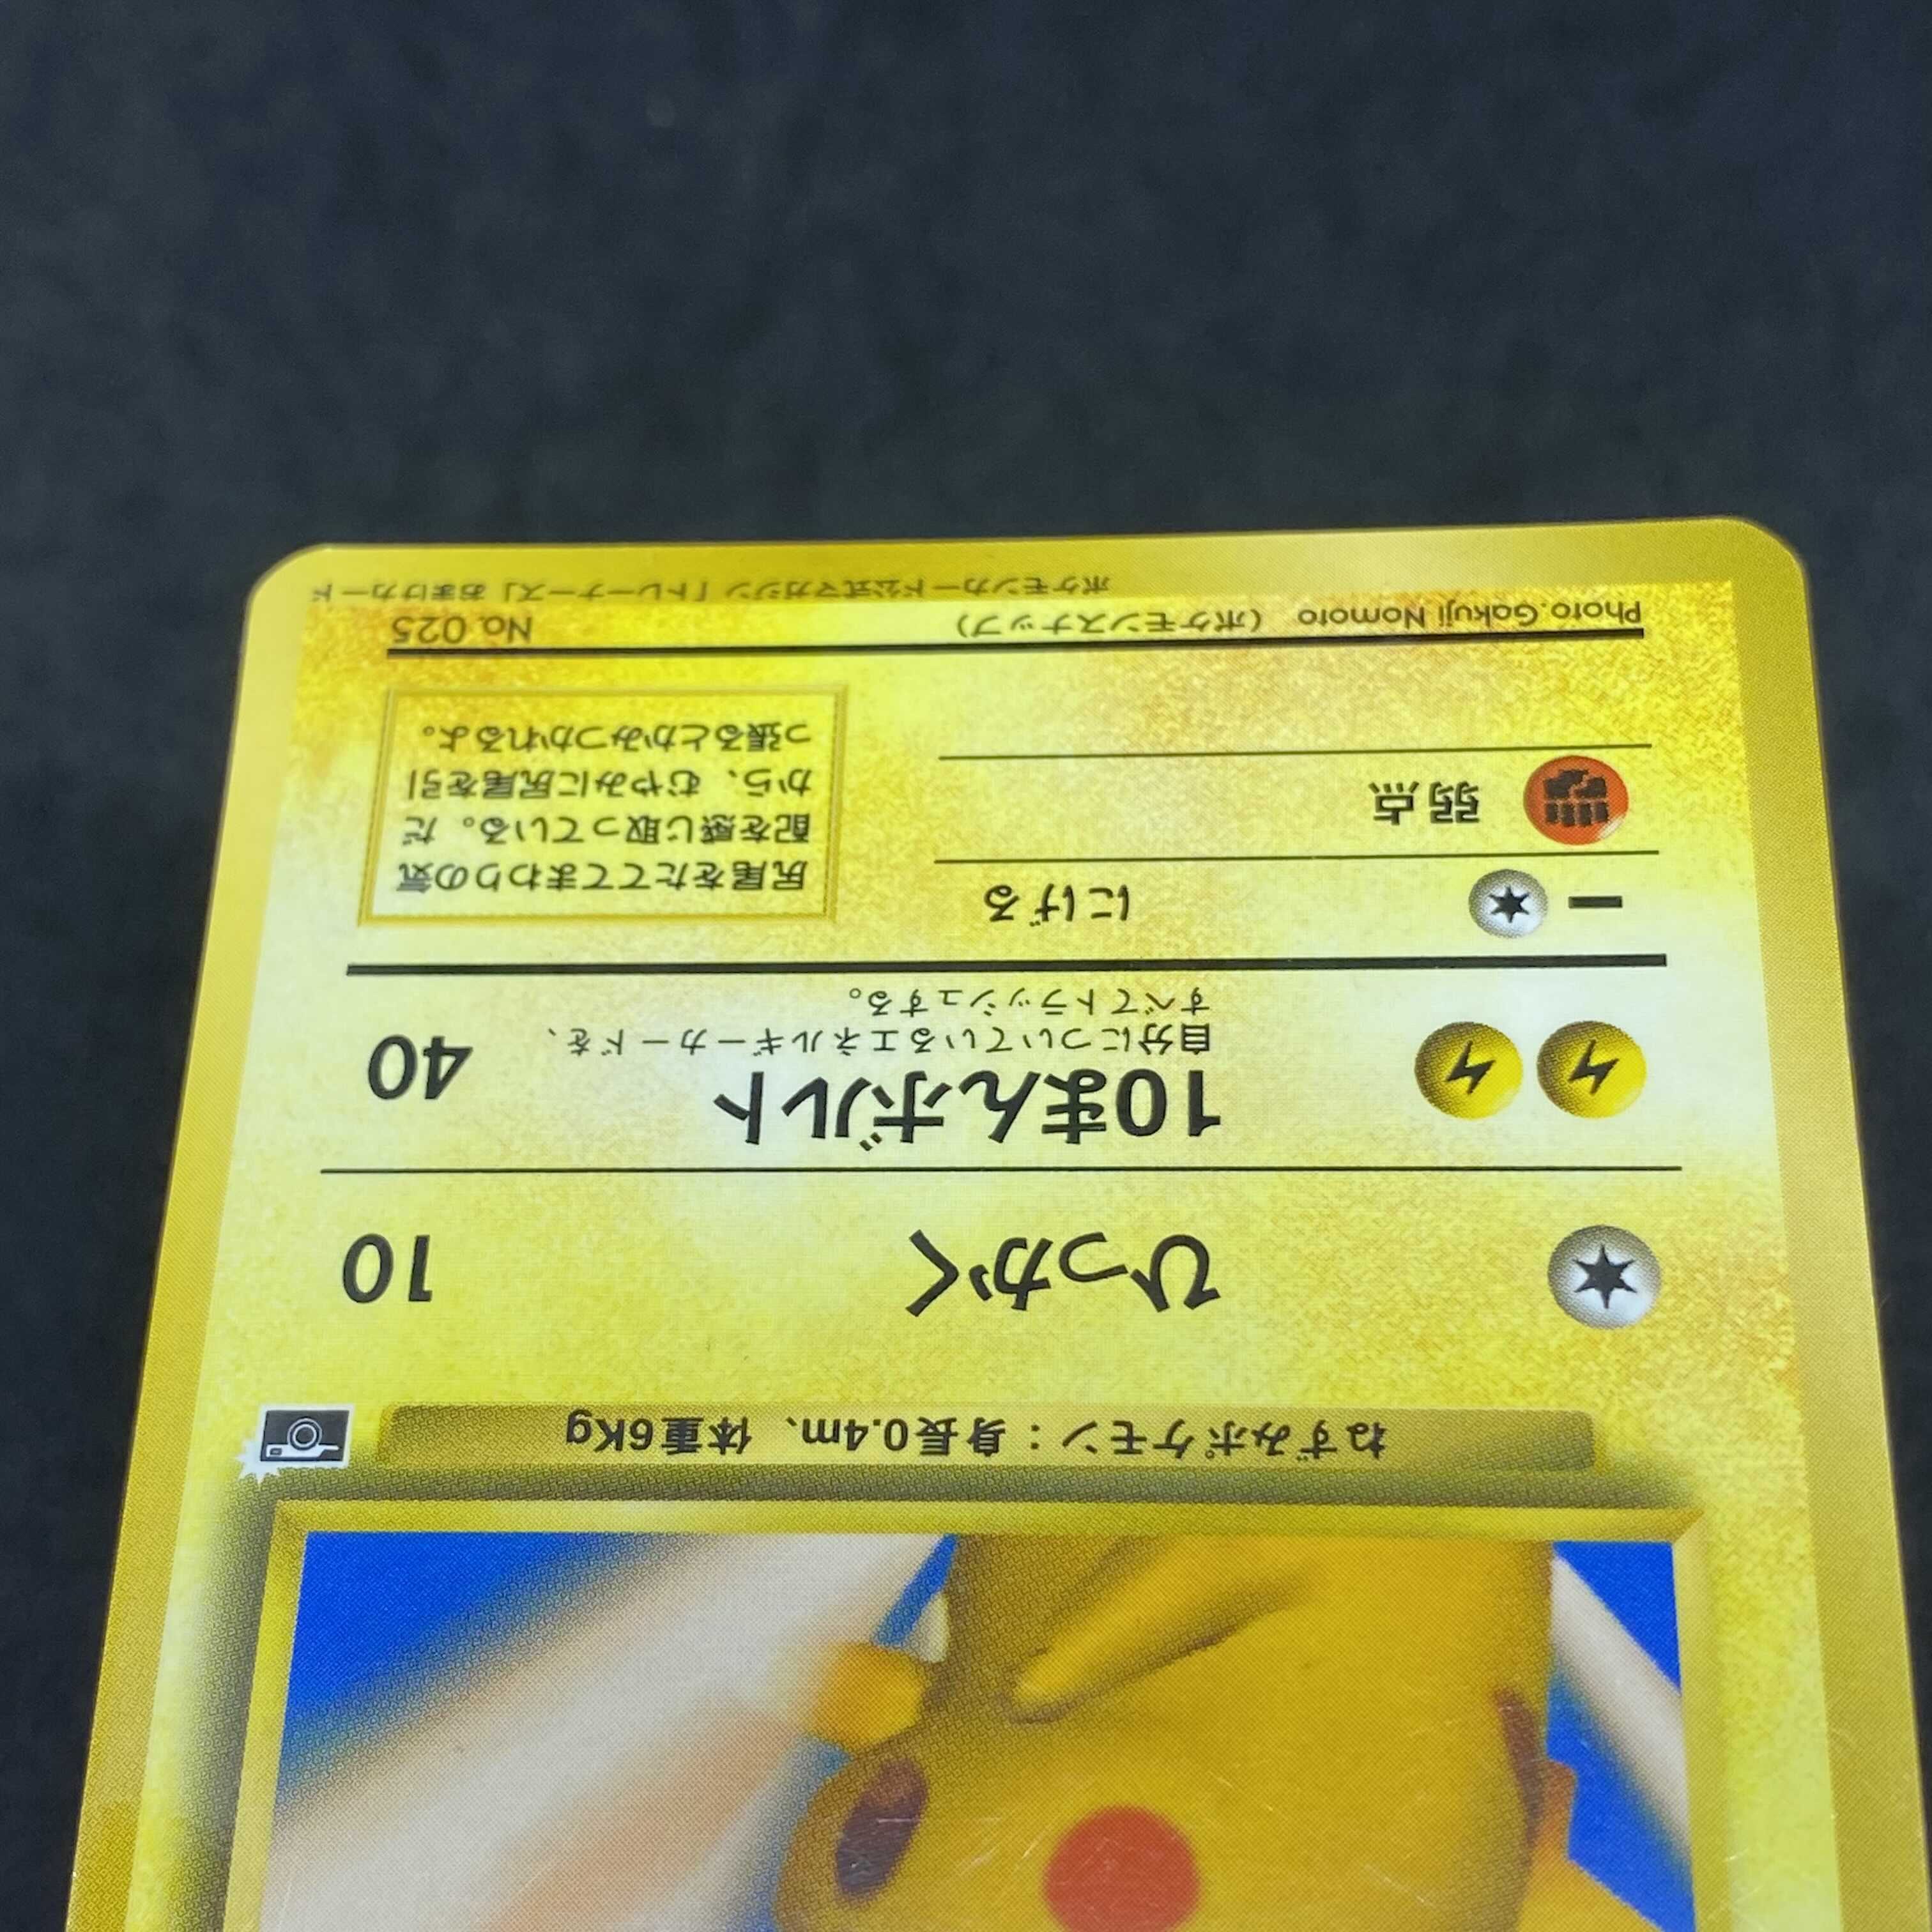 ねずみポケモン：身長0.4m、体重6Kg
ひっかく 10
10まんボルト 40
自分についているエネルギーカードを、
すべてトラッシュする。
にげる
弱点
尻尾をたててまわりの気
配を感じ取っている。だ
から、むやみに尻尾を引
っ張るとかみつかれるよ。
Photo.Gakuji Nomoto （ポケモンスナップ） No. 025
ポケモンカード公式マガジン「トレーナーズ」おまけカード